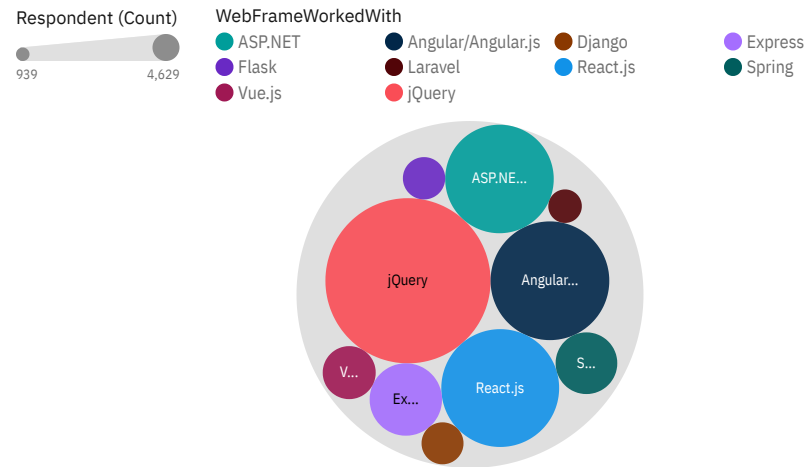 Respondent (Count)
939 4,629
WebFrameWorkedWith
ASP.NET Angular/Angular.js Django Express
Flask Laravel React.js Spring
Vue.js jQuery
ASP.NE...
jQuery
Angular...
S...
V...
React.js
Ex...